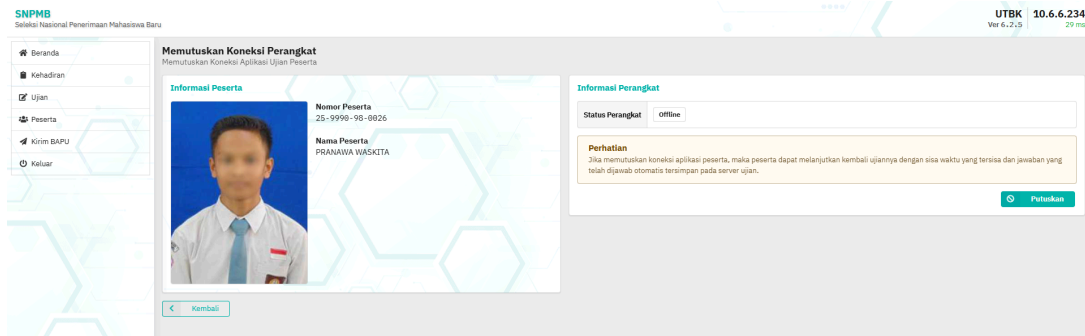 SNPMB
Seleksi Nasional Penerimaan Mahasiswa Baru
UTBK
Ver 6.2.5
10.6.6.234
29 ms
Beranda
Kehadiran
Ujian
Peserta
Kirim BAPU
Keluar
Memutuskan Koneksi Perangkat
Memutuskan Koneksi Aplikasi Ujian Peserta
Informasi Peserta
Nomor Peserta
25-9990-98-0026
Nama Peserta
PRANAWA WASKITA
Kembali
Informasi Perangkat
Status Perangkat
Offline
Perhatian
Jika memutuskan koneksi aplikasi peserta, maka peserta dapat melanjutkan kembali ujiannya dengan sisa waktu yang tersisa dan jawaban yang
telah dijawab otomatis tersimpan pada server ujian.
Putuskan